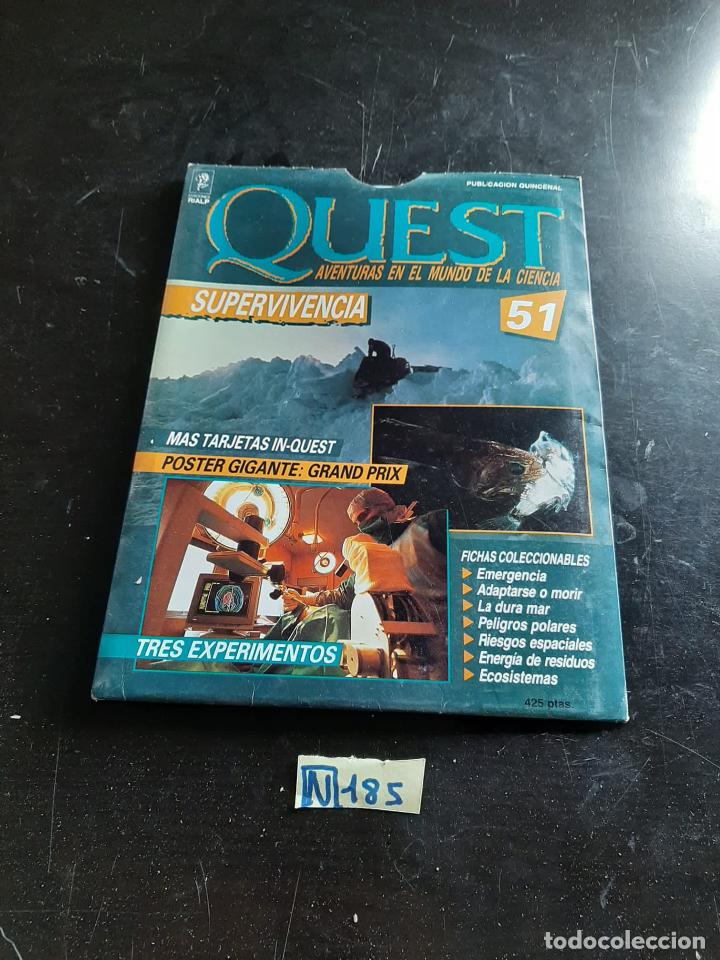 EDICIONES
RIALP
PUBLICACION QUINCENAL
QUEST
AVENTURAS EN EL MUNDO DE LA CIENCIA
SUPERVIVENCIA
51
MAS TARJETAS IN-QUEST
POSTER GIGANTE: GRAND PRIX
TRES EXPERIMENTOS
FICHAS COLECCIONABLES
Emergencia
Adaptarse o morir
La dura mar
Peligros polares
Riesgos espaciales
Energía de residuos
Ecosistemas
425 ptas.
N 185
todocoleccion.net